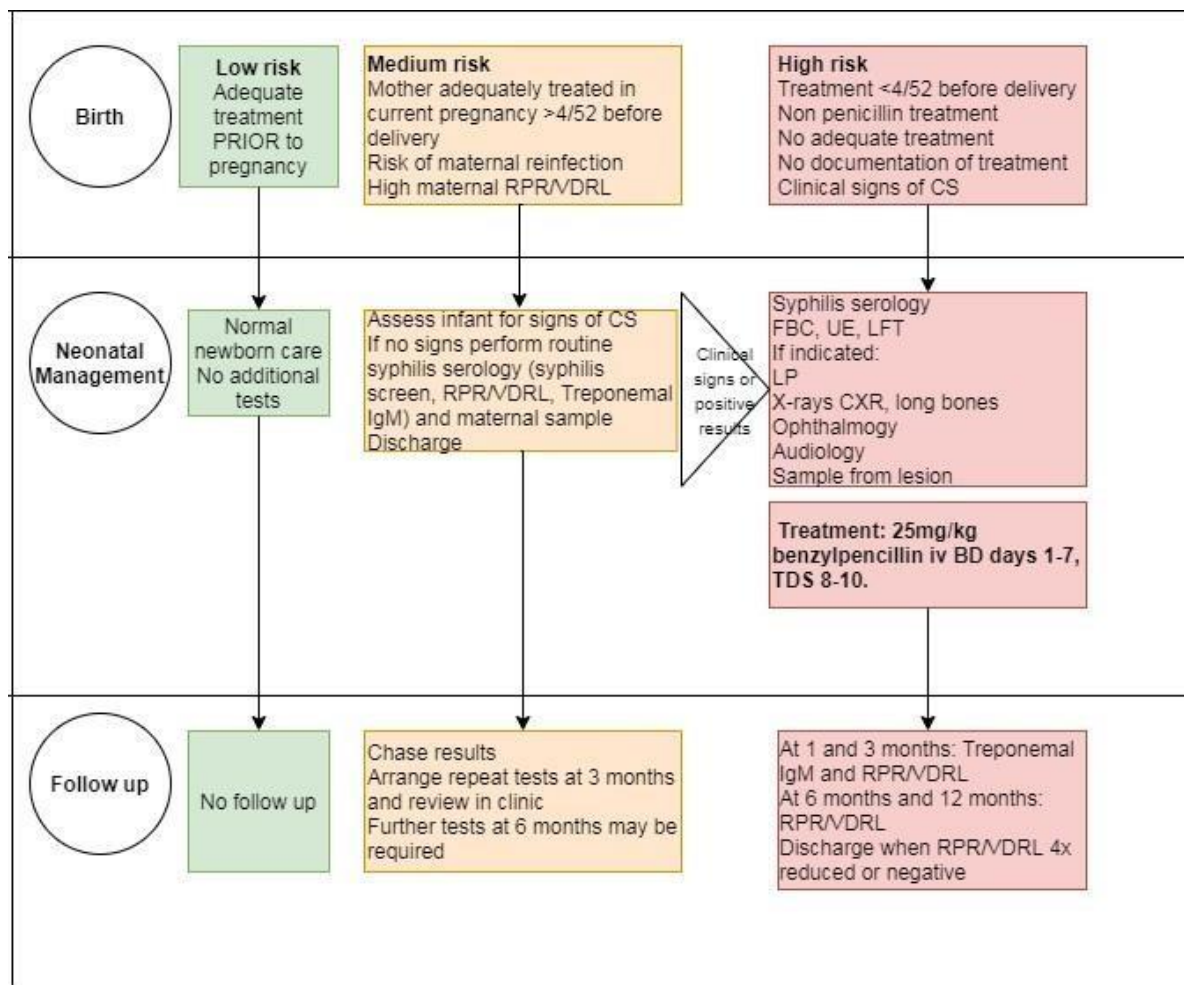 Birth
Low risk
Adequate
treatment
PRIOR to
pregnancy
Medium risk
Mother adequately treated in
current pregnancy >4/52 before
delivery
Risk of maternal reinfection
High maternal RPR/VDRL
High risk
Treatment <4/52 before delivery
Non penicillin treatment
No adequate treatment
No documentation of treatment
Clinical signs of CS
Neonatal
Management
Normal
newborn care
No additional
tests
Assess infant for signs of CS
If no signs perform routine
syphilis serology (syphilis
screen, RPR/VDRL, Treponemal
IgM) and maternal sample
Discharge
Clinical
signs or
positive
results
Syphilis serology
FBC, UE, LFT
If indicated:
LP
X-rays CXR, long bones
Ophthalmogy
Audiology
Sample from lesion
Treatment: 25mg/kg
benzylpencillin iv BD days 1-7,
TDS 8-10.
Follow up
No follow up
Chase results
Arrange repeat tests at 3 months
and review in clinic
Further tests at 6 months may be
required
At 1 and 3 months: Treponemal
IgM and RPR/VDRL
At 6 months and 12 months:
RPR/VDRL
Discharge when RPR/VDRL 4x
reduced or negative